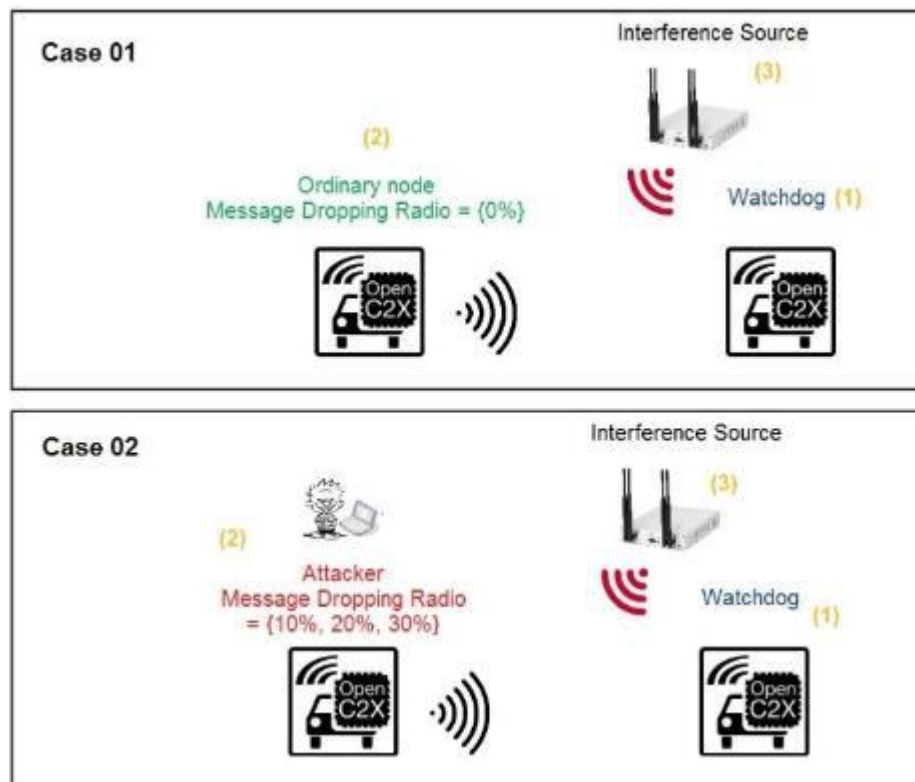 Case 01
Interference Source
(3)
(2)
Ordinary node
Message Dropping Radio = {0%}
Watchdog (1)
Open
C2X
Open
C2X
Case 02
Interference Source
(3)
(2)
Attacker
Message Dropping Radio
= {10%, 20%, 30%}
Watchdog
(1)
Open
C2X
Open
C2X